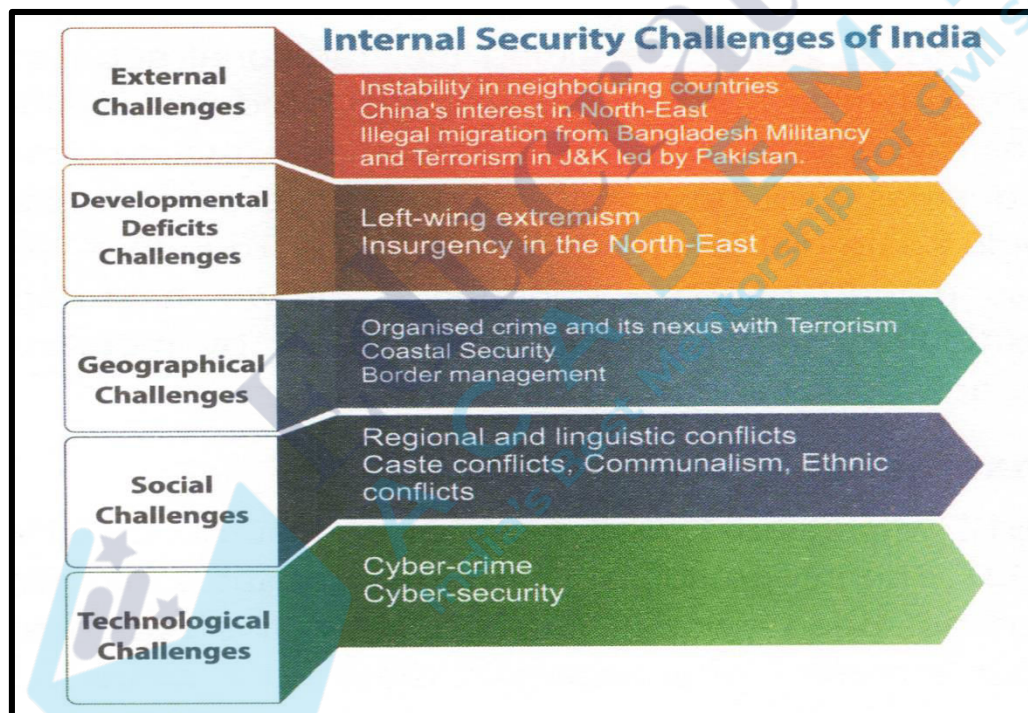 Internal Security Challenges of India
External
Challenges
Instability in neighbouring countries
China's interest in North-East
Illegal migration from Bangladesh Militancy
and Terrorism in J&K led by Pakistan.
Developmental
Deficits
Challenges
Left-wing extremism
Insurgency in the North-East
Geographical
Challenges
Organised crime and its nexus with Terrorism
Coastal Security
Border management
Social
Challenges
Regional and linguistic conflicts
Caste conflicts, Communalism, Ethnic
conflicts
Technological
Challenges
Cyber-crime
Cyber-security